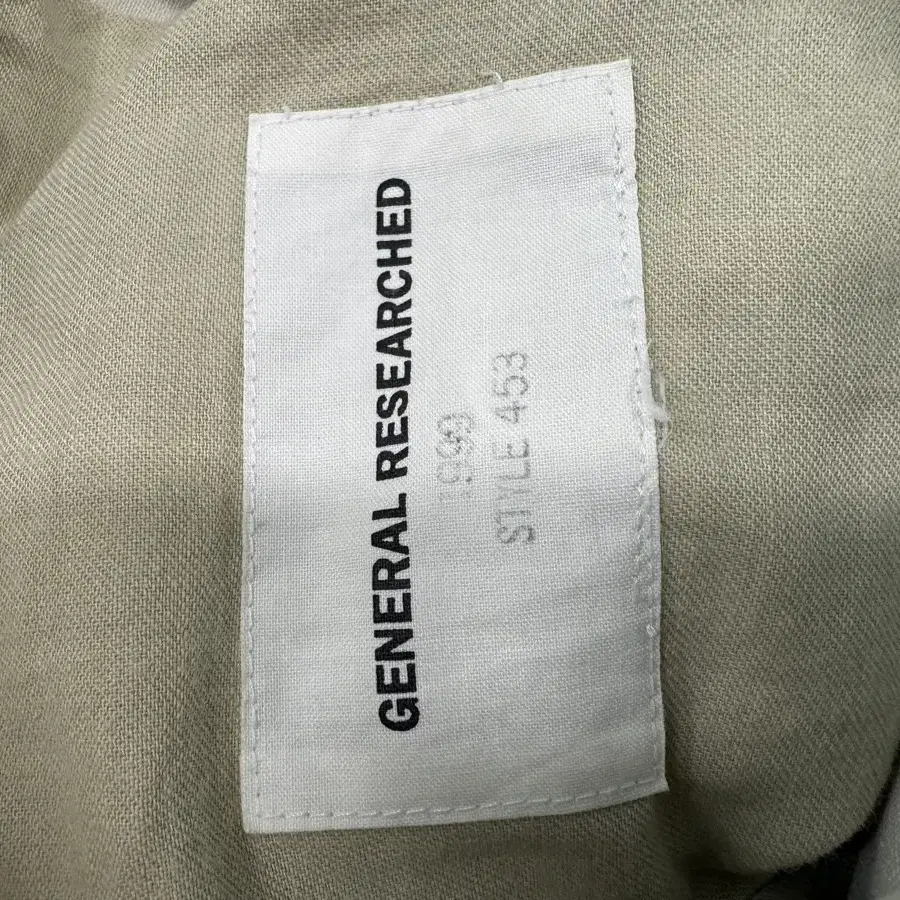 GENERAL RESEARCHED
1999
STYLE 453